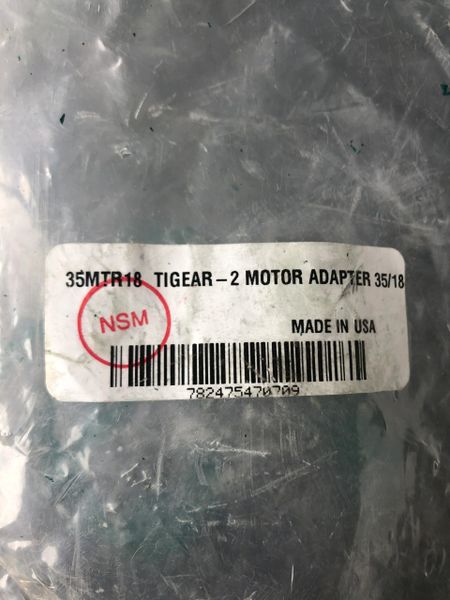 35MTR18 TIGEAR-2 MOTOR ADAPTER 35/18
NSM
MADE IN USA
782475470709